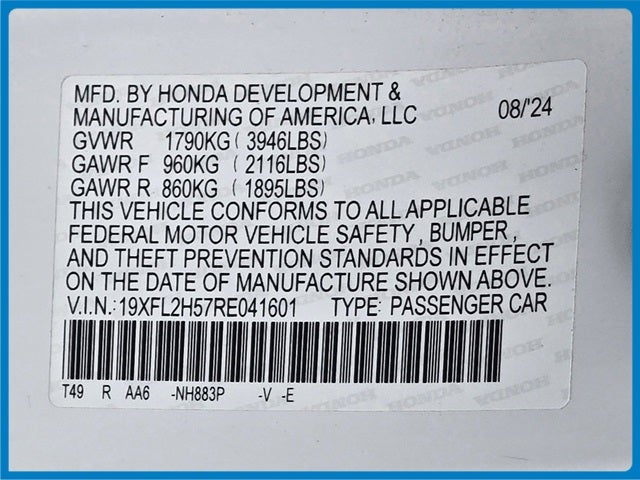 MFD. BY HONDA DEVELOPMENT &
MANUFACTURING OF AMERICA, LLC 08/'24
GVWR 1790KG ( 3946LBS)
GAWR F 960KG ( 2116LBS)
GAWR R 860KG ( 1895LBS)
THIS VEHICLE CONFORMS TO ALL APPLICABLE
FEDERAL MOTOR VEHICLE SAFETY , BUMPER ,
AND THEFT PREVENTION STANDARDS IN EFFECT
ON THE DATE OF MANUFACTURE SHOWN ABOVE.
V.I.N.:19XFL2H57RE041601 TYPE: PASSENGER CAR
T49 R AA6 -NH883P -V -E